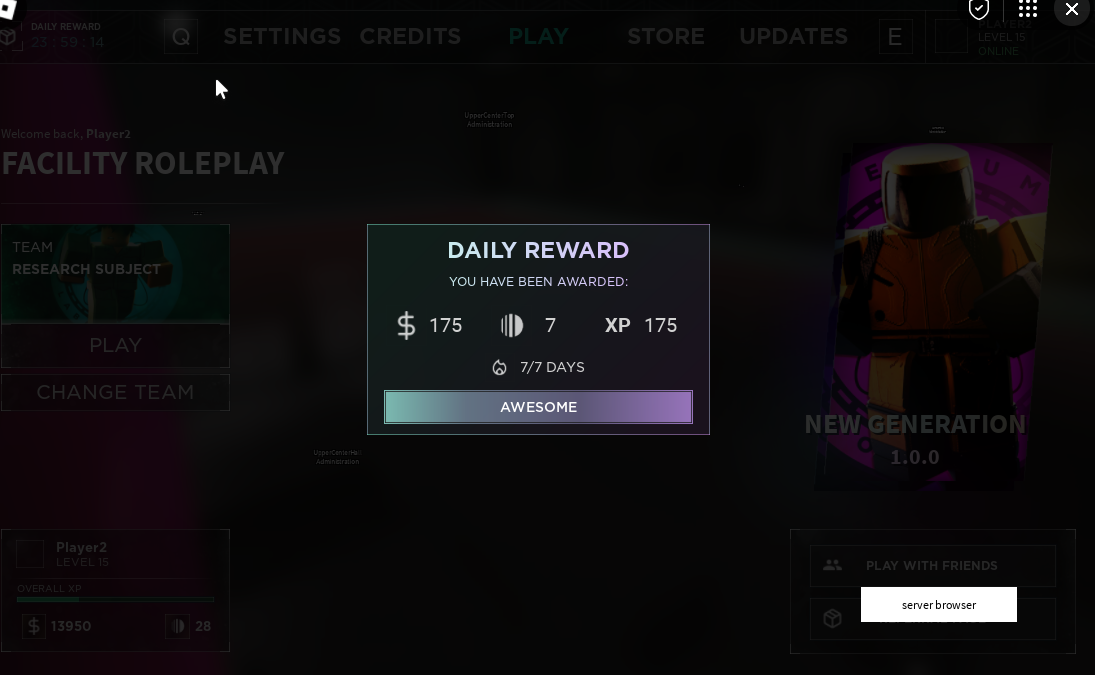 DAILY REWARD
23 : 59 : 14
Q
SETTINGS
CREDITS
PLAY
STORE
UPDATES
E
LEVEL 15
ONLINE
UpperCenterTop
Administration
Welcome back, Player2
FACILITY ROLEPLAY
TEAM
RESEARCH SUBJECT
PLAY
CHANGE TEAM
DAILY REWARD
YOU HAVE BEEN AWARDED:
$ 175
7
XP 175
7/7 DAYS
AWESOME
NEW GENERATION
1.0.0
UpperCenterHall
Administration
Player2
LEVEL 15
OVERALL XP
$ 13950
28
PLAY WITH FRIENDS
server browser